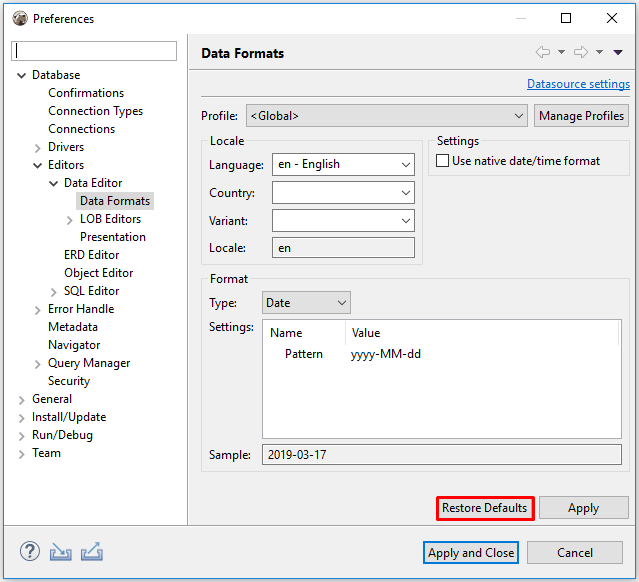 Preferences
Data Formats
Datasource settings
Database
Confirmations
Connection Types
Connections
Drivers
Editors
Data Editor
Data Formats
LOB Editors
Presentation
ERD Editor
Object Editor
SQL Editor
Error Handle
Metadata
Navigator
Query Manager
Security
General
Install/Update
Run/Debug
Team
Profile: <Global> Manage Profiles
Locale
Language: en - English
Country:
Variant:
Locale: en
Settings
Use native date/time format
Format
Type: Date
Settings:
Name Value
Pattern yyyy-MM-dd
Sample: 2019-03-17
Restore Defaults Apply
? Apply and Close Cancel